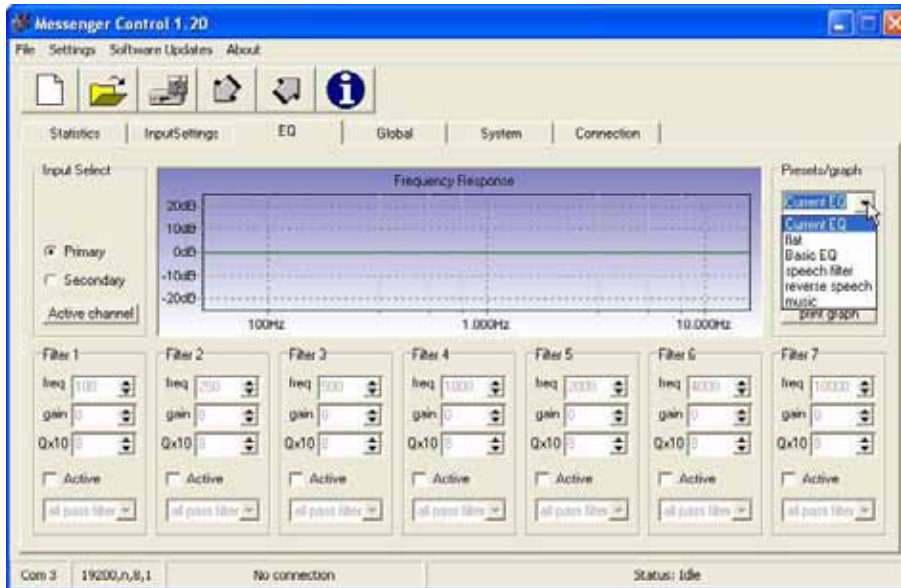 Messenger Control 1.20
File Settings Software Updates About
Statistics InputSettings EQ Global System Connection
Input Select
Primary
Secondary
Active channel
Frequency Response
20dB
10dB
0dB
-10dB
-20dB
100Hz 1.000Hz 10.000Hz
Presets/graph
Current EQ
Current EQ
flat
Basic EQ
speech filter
reverse speech
music
print graph
Filter 1 Filter 2 Filter 3 Filter 4 Filter 5 Filter 6 Filter 7
freq 100 freq 250 freq 500 freq 1000 freq 2000 freq 4000 freq 10000
gain 0 gain 0 gain 0 gain 0 gain 0 gain 0 gain 0
Qx10 Qx10 Qx10 Qx10 Qx10 Qx10 Qx10
Active Active Active Active Active Active Active
all pass filter all pass filter all pass filter all pass filter all pass filter all pass filter all pass filter
Com 3 19200,n,8,1 No connection Status: Idle